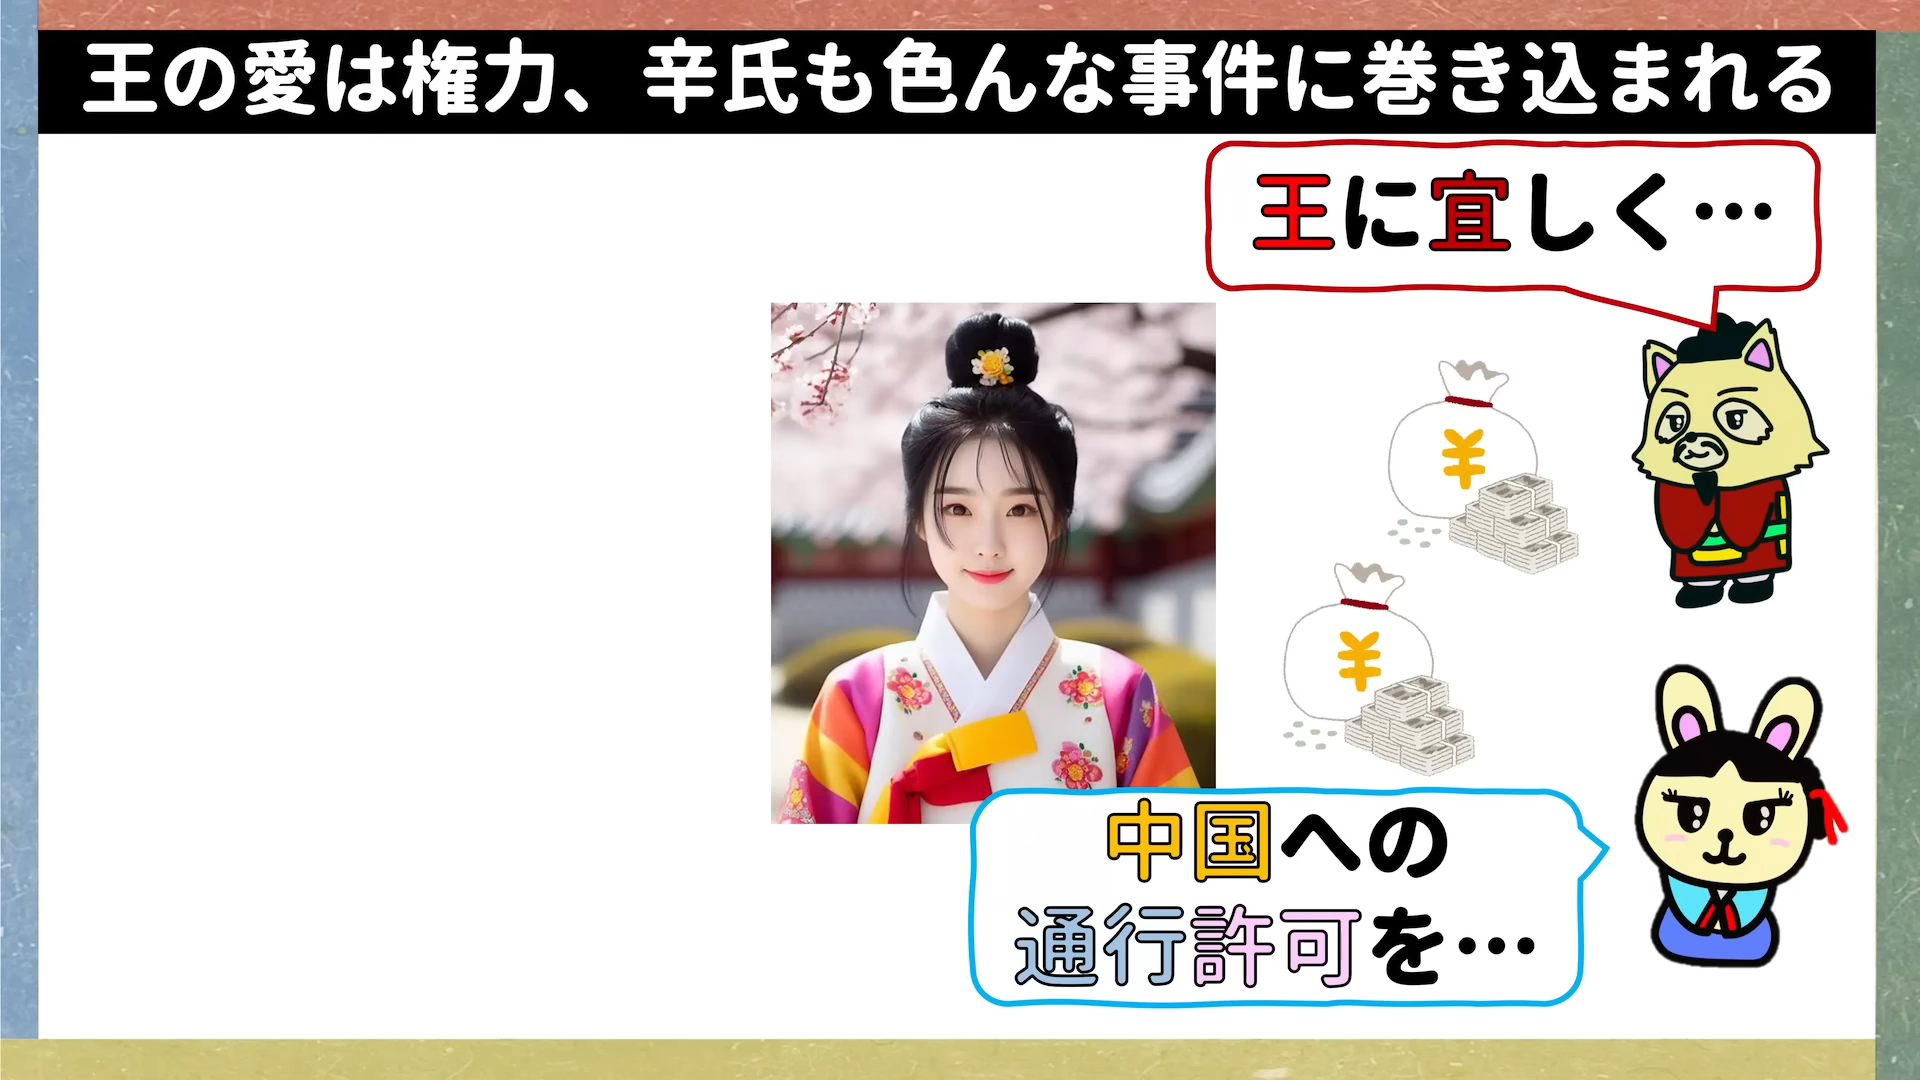 王の愛は権力、辛氏も色んな事件に巻き込まれる
王に宜しく…
¥
¥
中国への
通行許可を…